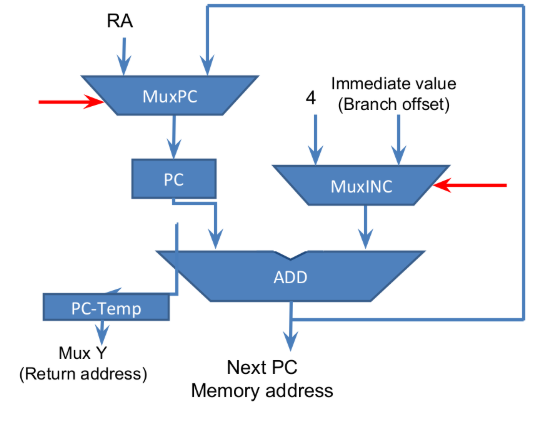 RA
MuxPC
4
Immediate value
(Branch offset)
PC
MuxINC
ADD
PC-Temp
Mux Y
(Return address)
Next PC
Memory address